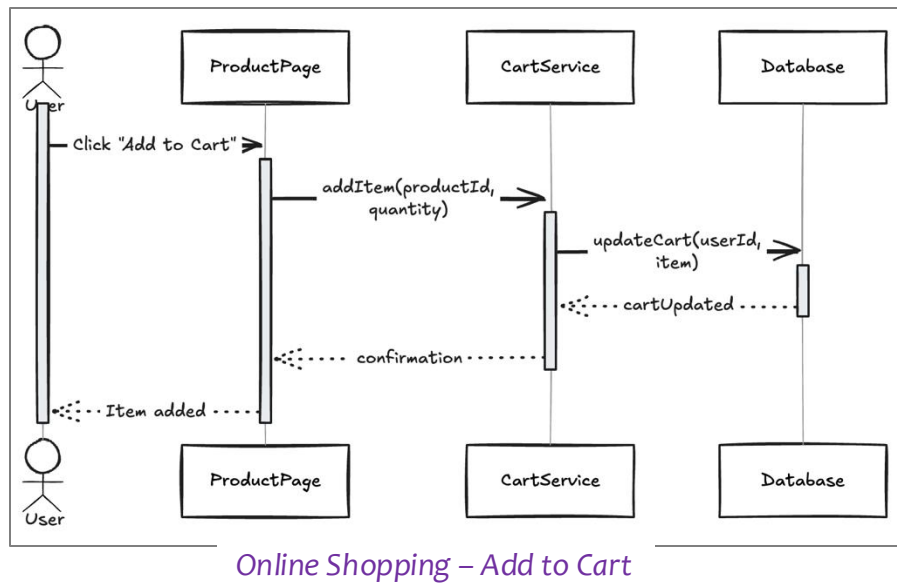 ProductPage
CartService
Database
User
Click "Add to Cart"
addItem(productId,
quantity)
updateCart(userId,
item)
cartUpdated
confirmation
Item added
ProductPage
CartService
Database
User
Online Shopping – Add to Cart